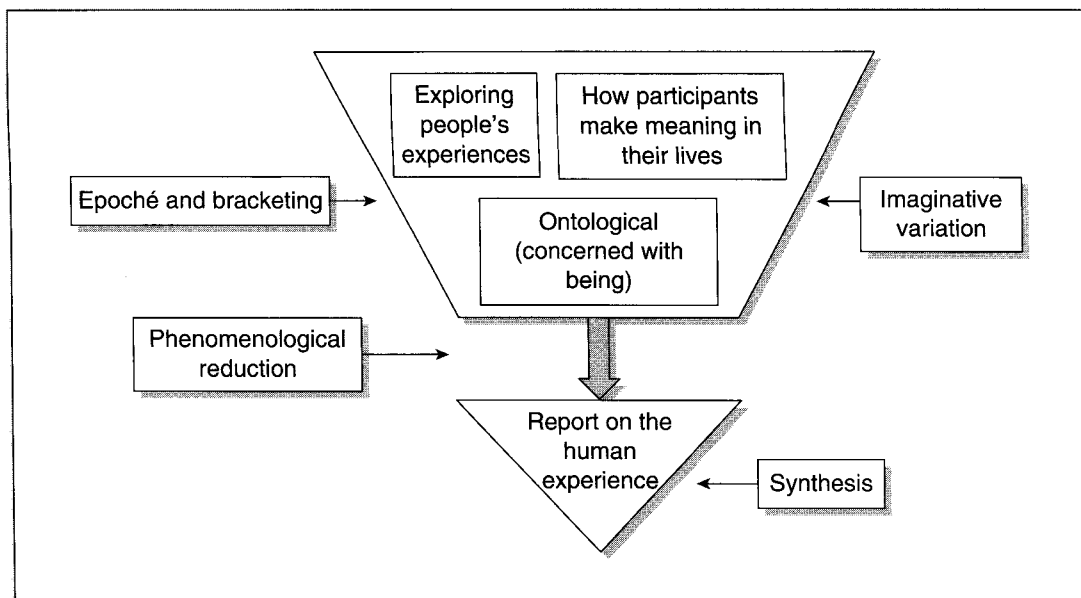 Exploring
people's
experiences
How participants
make meaning in
their lives
Epoché and bracketing
Ontological
(concerned with
being)
Imaginative
variation
Phenomenological
reduction
Report on the
human
experience
Synthesis